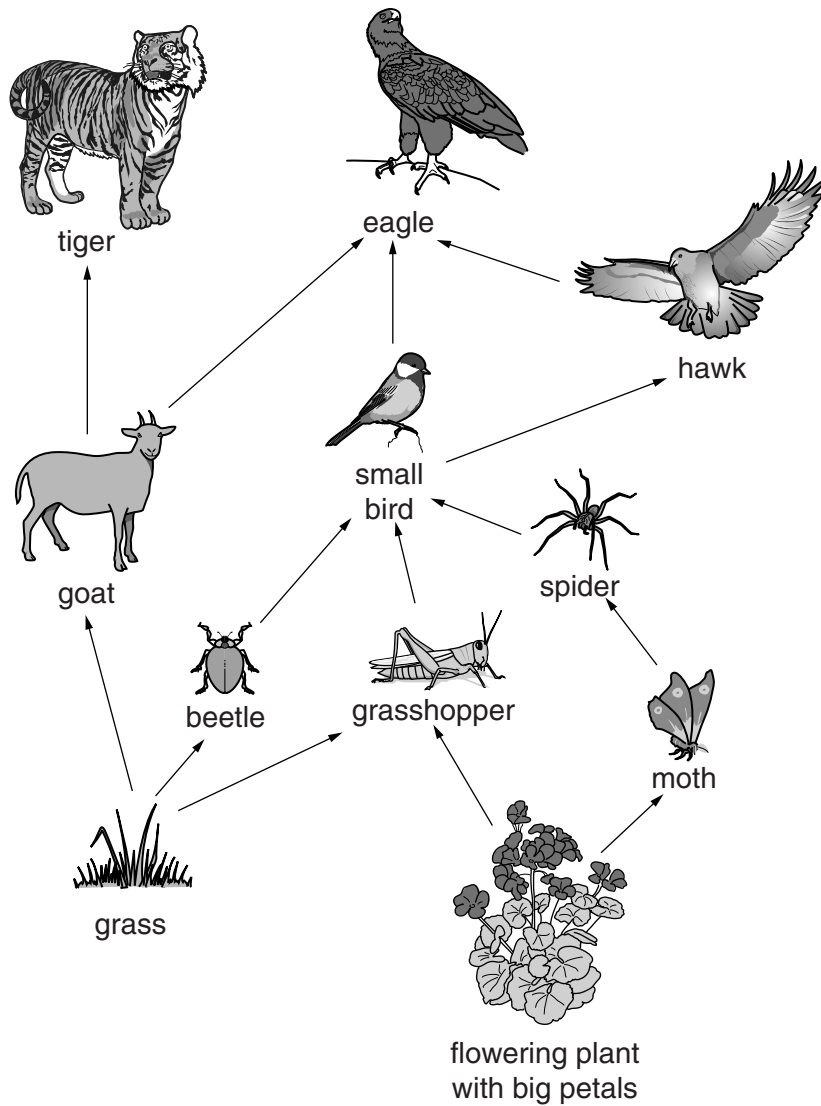 tiger
eagle
hawk
small
bird
spider
goat
beetle
grasshopper
moth
grass
flowering plant
with big petals